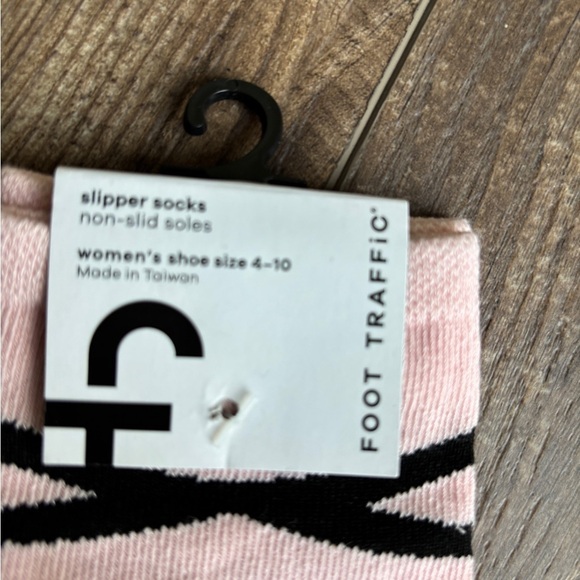 slipper socks
non-slid soles
women's shoe size 4-10
Made in Taiwan
FOOT TRAFFiC®